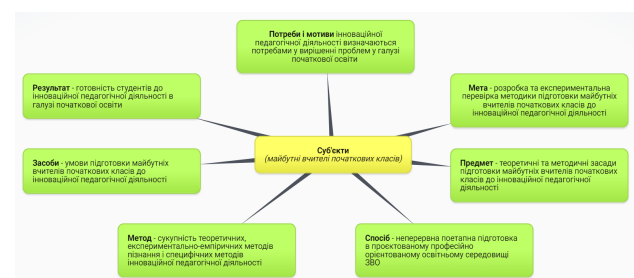 Потреби і мотиви інноваційної
педагогічної діяльності визначаються
потребами у вирішенні проблем у галузі
початкової освіти
Результат - готовність студентів до
інноваційної педагогічної діяльності в
галузі початкової освіти
Мета - розробка та експериментальна
перевірка методики підготовки майбутніх
вчителів початкових класів до
інноваційної педагогічної діяльності
Суб'єкти
(майбутні вчителі початкових класів)
Засоби - умови підготовки майбутніх
вчителів початкових класів до
інноваційної педагогічної діяльності
Предмет - теоретичні та методичні засади
підготовки майбутніх вчителів початкових
класів до інноваційної педагогічної
діяльності
Метод - сукупність теоретичних,
експериментально-емпіричних методів
пізнання і специфічних методів
інноваційної педагогічної діяльності
Спосіб - неперервна поетапна підготовка
в проєктованому професійно
орієнтованому освітньому середовищі
ЗВО